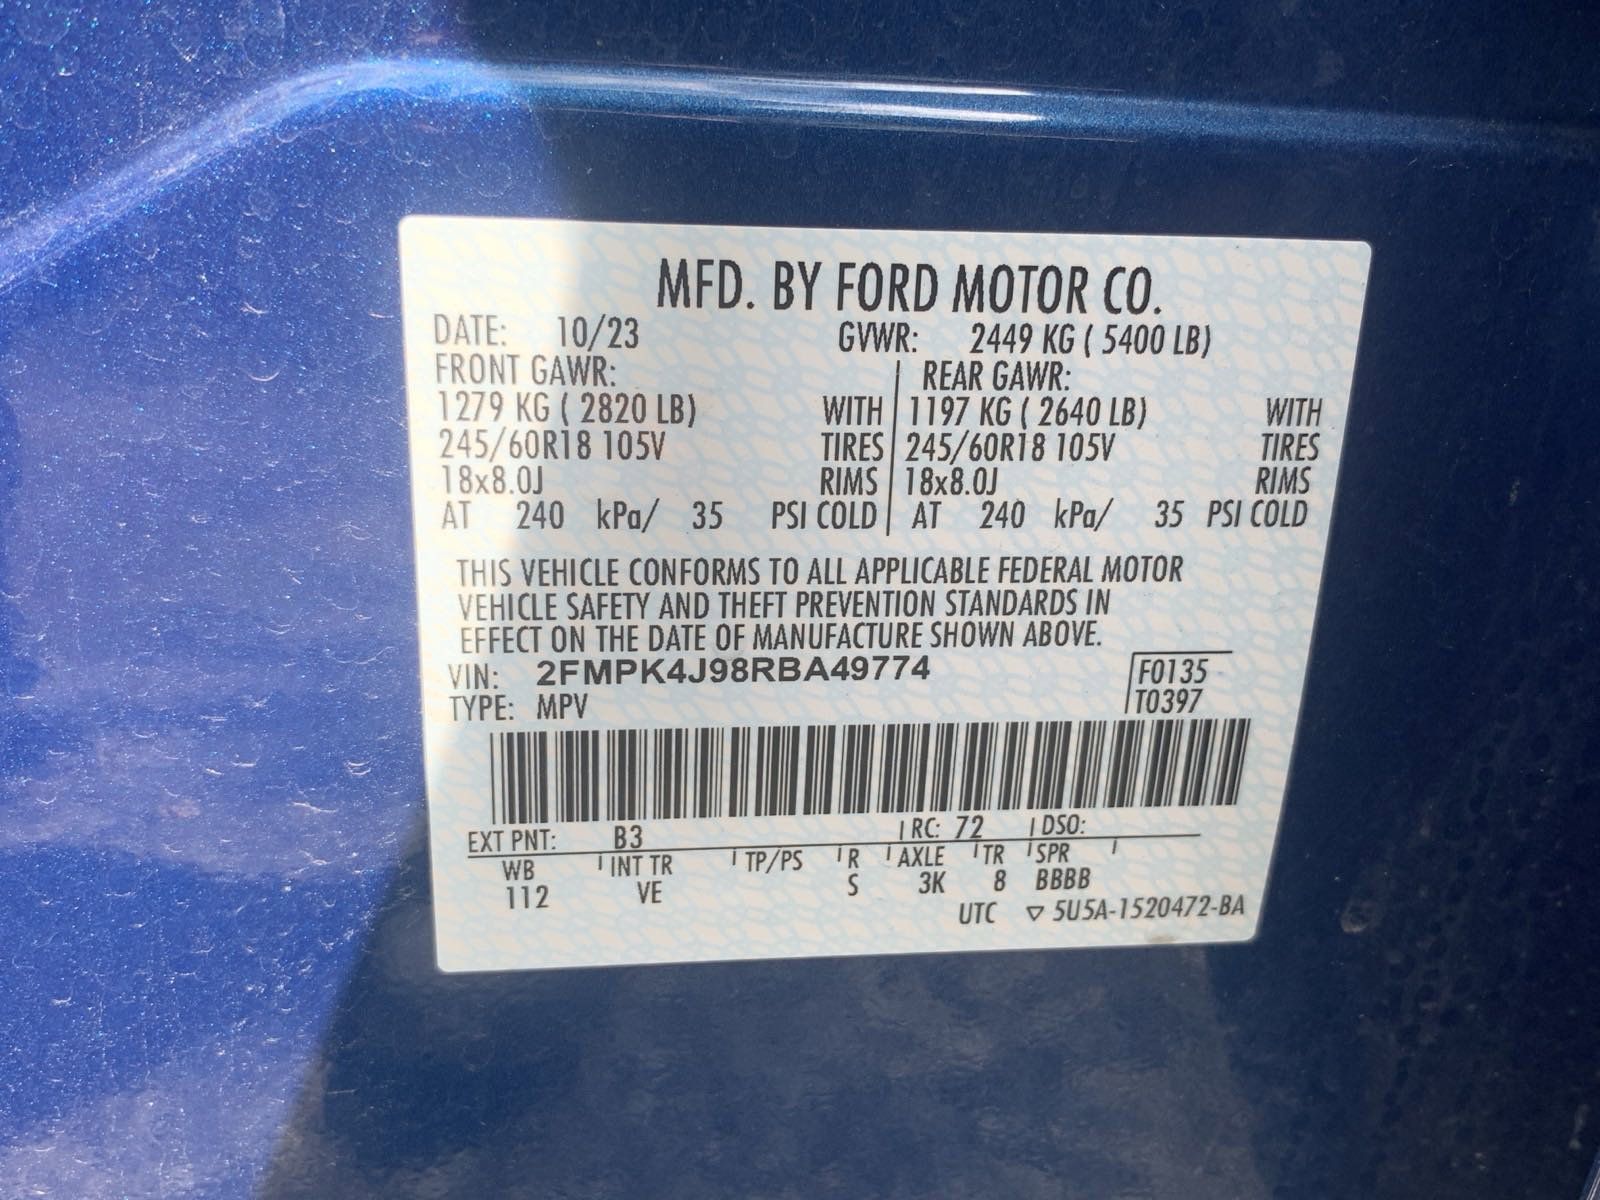 MFD. BY FORD MOTOR CO.
DATE: 10/23 GVWR: 2449 KG ( 5400 LB)
FRONT GAWR: REAR GAWR:
1279 KG ( 2820 LB) WITH 1197 KG ( 2640 LB) WITH
245/60R18 105V TIRES 245/60R18 105V TIRES
18x8.0J RIMS 18x8.0J RIMS
AT 240 kPa/ 35 PSI COLD AT 240 kPa/ 35 PSI COLD
THIS VEHICLE CONFORMS TO ALL APPLICABLE FEDERAL MOTOR
VEHICLE SAFETY AND THEFT PREVENTION STANDARDS IN
EFFECT ON THE DATE OF MANUFACTURE SHOWN ABOVE.
VIN: 2FMPK4J98RBA49774 F0135
TYPE: MPV T0397
EXT PNT: B3 RC: 72 DSO:
WB INT TR TP/PS R AXLE TR SPR
112 VE S 3K 8 BBBB
UTC ▽ 5U5A-1520472-BA